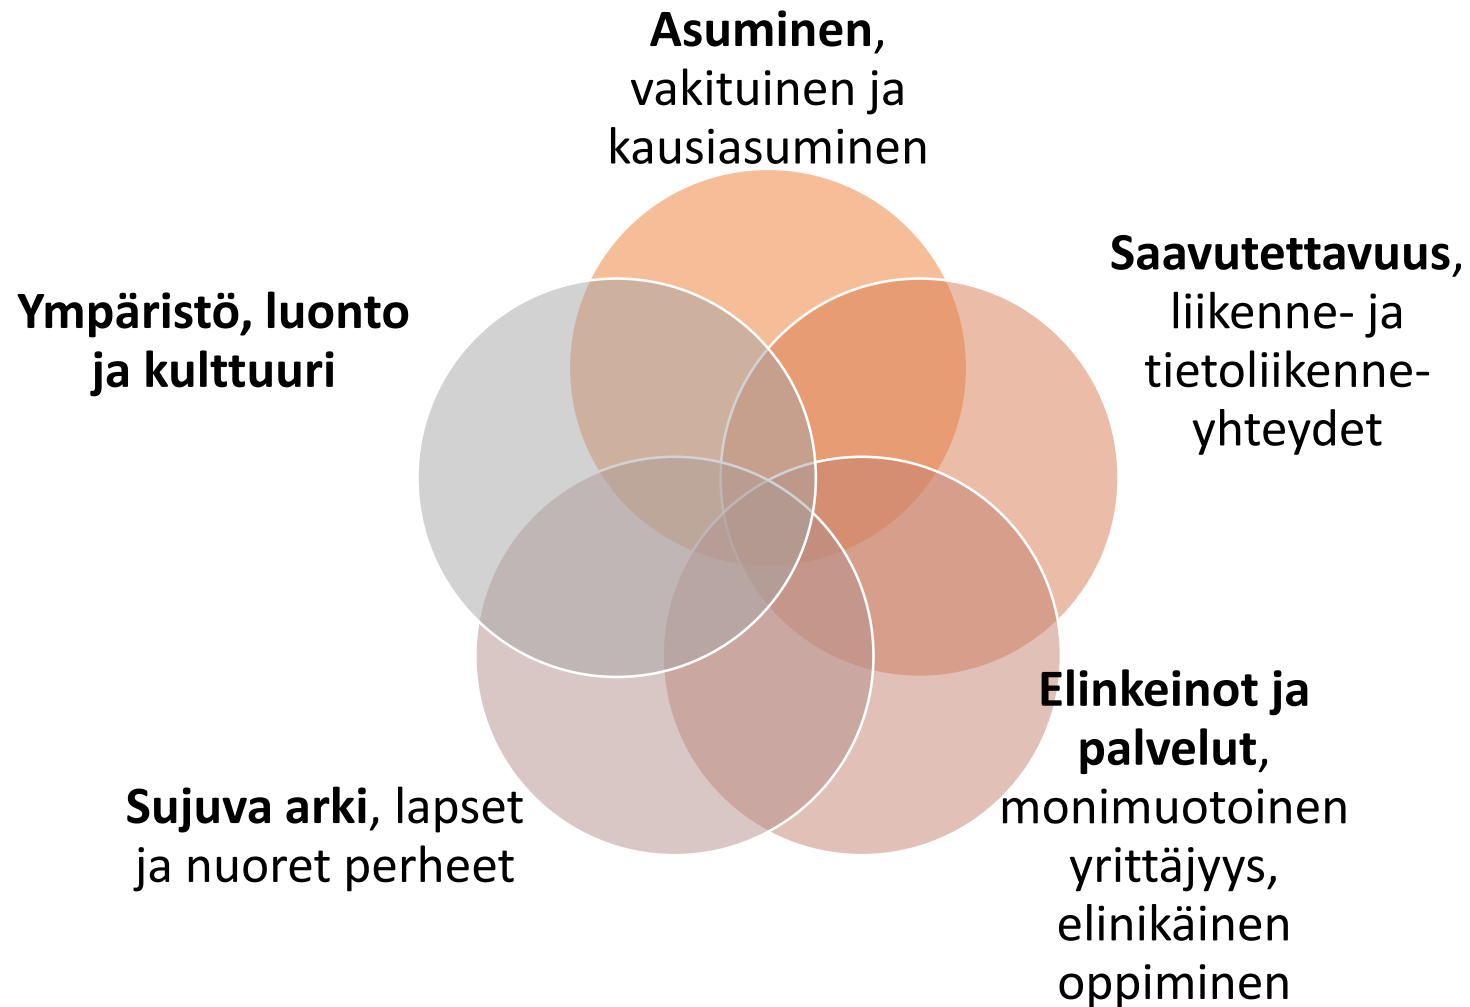 Asuminen,
vakituinen ja
kausiasuminen
Saavutettavuus,
liikenne- ja
tietoliikenne-
yhteydet
Elinkeinot ja
palvelut,
monimuotoinen
yrittäjyys,
elinikäinen
oppiminen
Sujuva arki, lapset
ja nuoret perheet
Ympäristö, luonto
ja kulttuuri